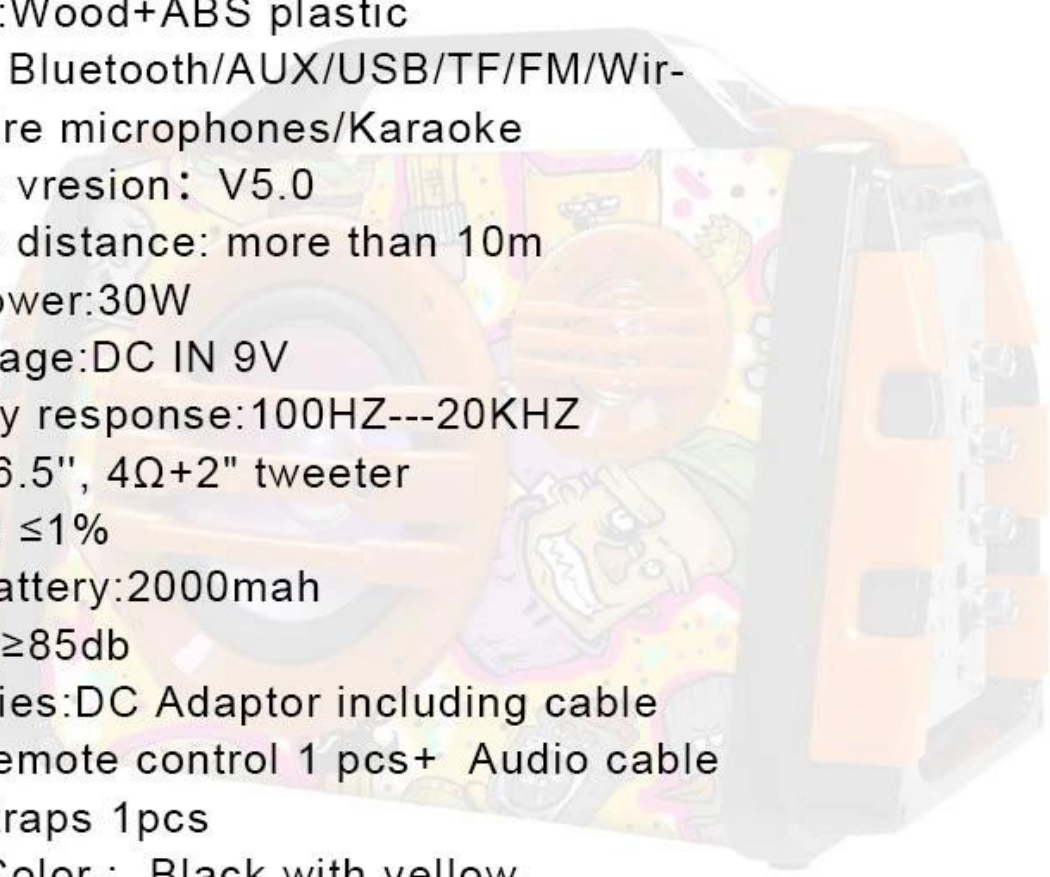 :Wood+ABS plastic
Bluetooth/AUX/USB/TF/FM/Wir-
re microphones/Karaoke
vresion： V5.0
distance: more than 10m
ower:30W
age:DC IN 9V
y response:100HZ---20KHZ
6.5'', 4Ω+2" tweeter
≤1%
attery:2000mah
≥85db
ies:DC Adaptor including cable
emote control 1 pcs+ Audio cable
raps 1pcs
Color : Black with yellow